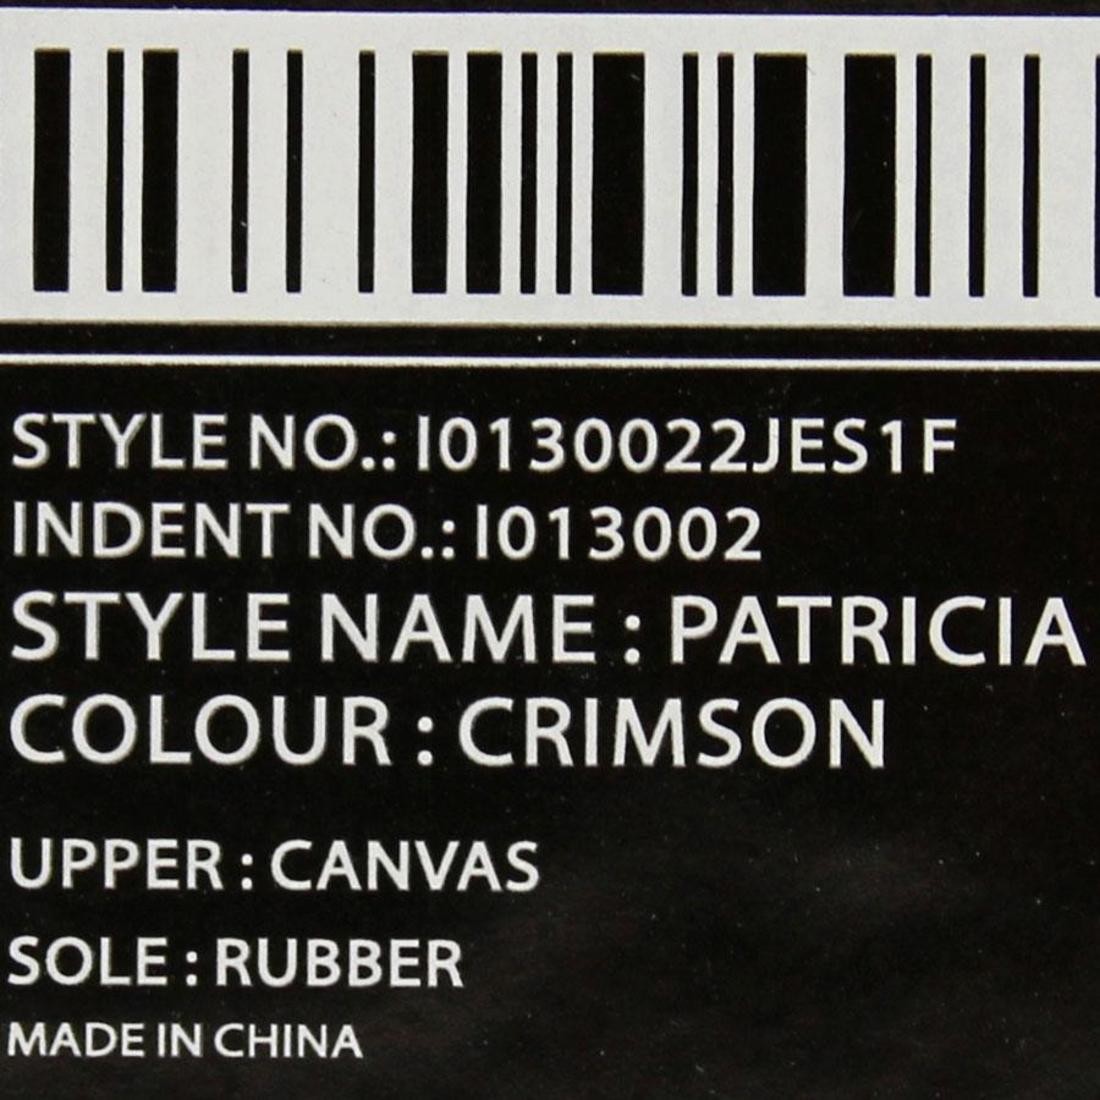 STYLE NO.: I0130022JES1F
INDENT NO.: I013002
STYLE NAME : PATRICIA
COLOUR : CRIMSON
UPPER : CANVAS
SOLE : RUBBER
MADE IN CHINA